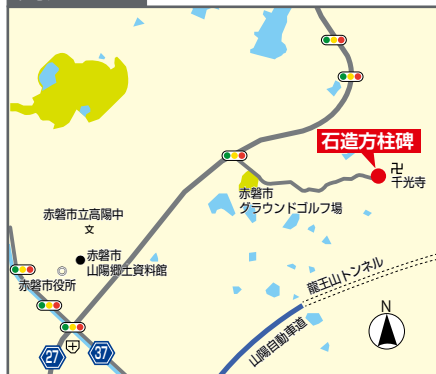 石造方柱碑
卍
千光寺
赤磐市
グラウンドゴルフ場
赤磐市立高陽中
文
赤磐市
山陽郷土資料館
赤磐市役所
龍王山トンネル
山陽自動車道
N
27
37